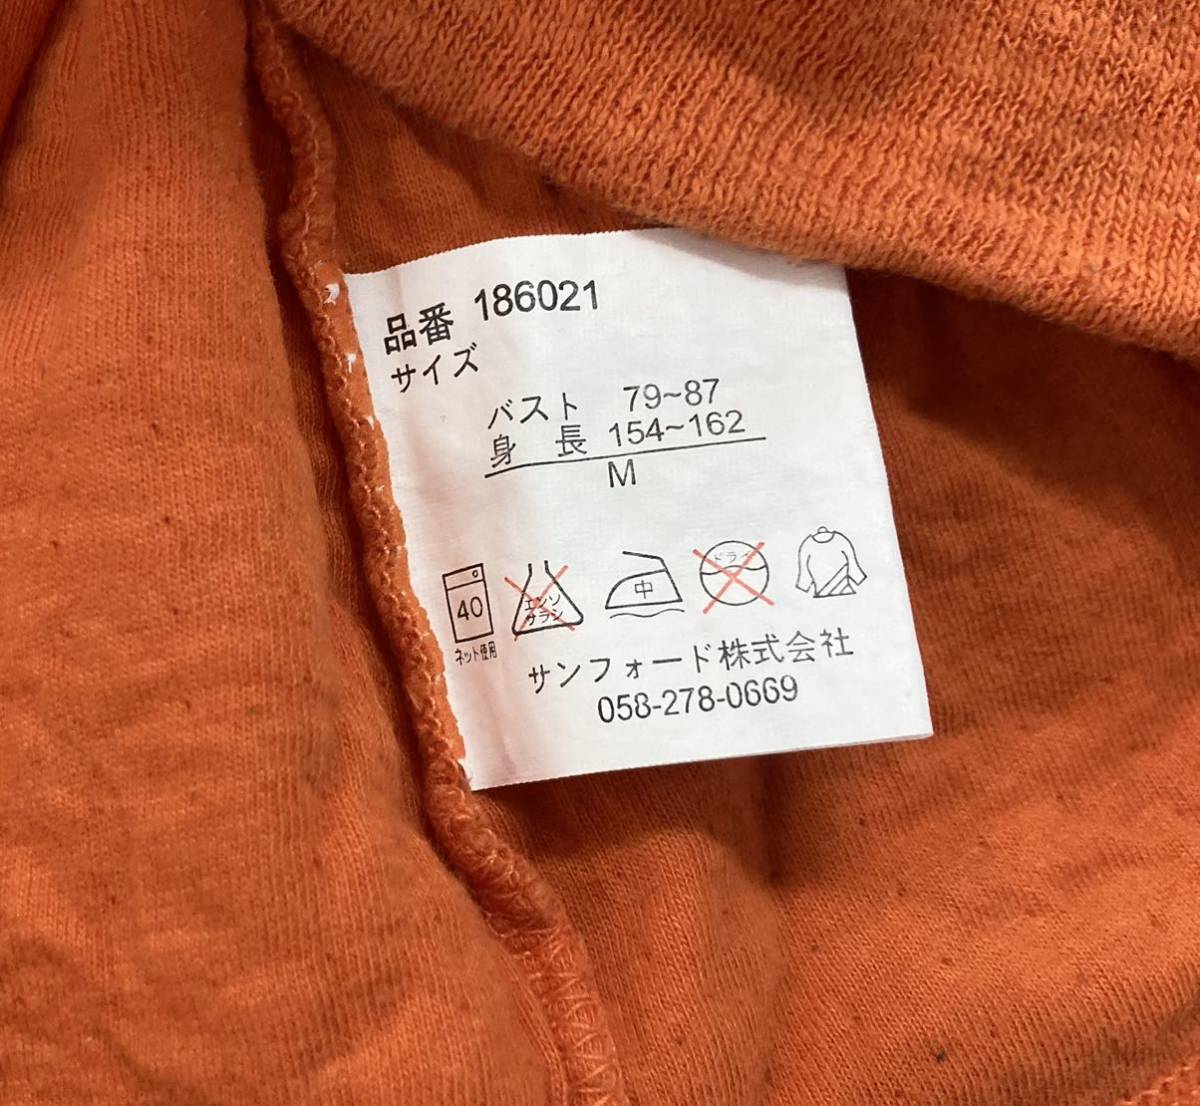 品番 186021
サイズ
バスト 79~87
身 長 154~162
M
40
ネット使用
エンソ
サラシ
中
ドライ
サンフォード株式会社
058-278-0669